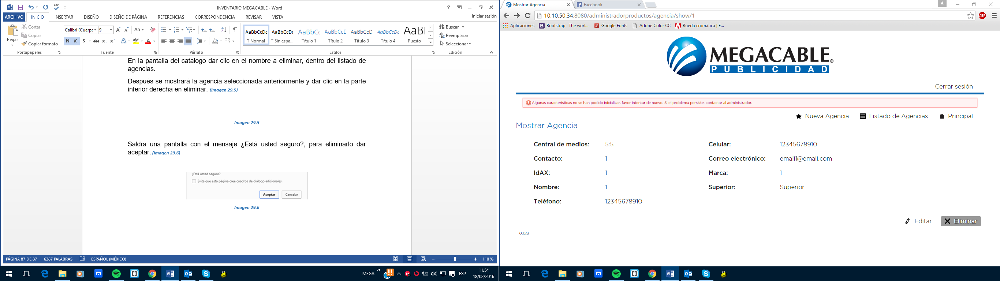 INVENTARIO MEGACABLE - Word
ARCHIVO INICIO INSERTAR DISEÑO DISEÑO DE PÁGINA REFERENCIAS CORRESPONDENCIA REVISAR VISTA Iniciar sesión
Pegar
Cortar
Copiar
Copiar formato
Portapapeles
Calibri (Cuerpo 9
Fuente
Párrafo
AaBbCcDc AaBbCcDc AaBbC( AaBbCcC AaBbCcD AaBbCcDc AaBI
¶ Normal ¶ Sin espa... Título 1 Título 2 Título 3 Título 4 Puesto
Estilos
Buscar
Reemplazar
Seleccionar
Edición
En la pantalla del catalogo dar clic en el nombre a eliminar, dentro del listado de
agencias.
Después se mostrará la agencia seleccionada anteriormente y dar clic en la parte
inferior derecha en eliminar. (Imagen 29.5)
Imagen 29.5
Saldra una pantalla con el mensaje ¿Está usted seguro?, para eliminarlo dar
aceptar. (Imagen 29.6)
¿Está usted seguro?
Evita que esta página cree cuadros de diálogo adicionales.
Aceptar Cancelar
Imagen 29.6
PÁGINA 87 DE 87 6387 PALABRAS ESPAÑOL (MÉXICO) 110 %
MEGA » ESP 11:54
18/02/2016
Mostrar Agencia Facebook
10.10.50.34:8080/administradorproductos/agencia/show/1
ABP
Aplicaciones Bootstrap · The worl... Google Fonts Adobe Color CC Rueda cromática | E...
MEGACABLE®
PUBLICIDAD
Cerrar sesión
Algunas características no se han podido inicializar, favor intentar de nuevo. Si el problema persiste, contactar al administrador.
Nueva Agencia Listado de Agencias Principal
Mostrar Agencia
Central de medios: 5:5 Celular: 12345678910
Contacto: 1 Correo electrónico: email1@email.com
IdAX: 1 Marca: 1
Nombre: 1 Superior: Superior
Teléfono: 12345678910
Editar Eliminar
0.1.23